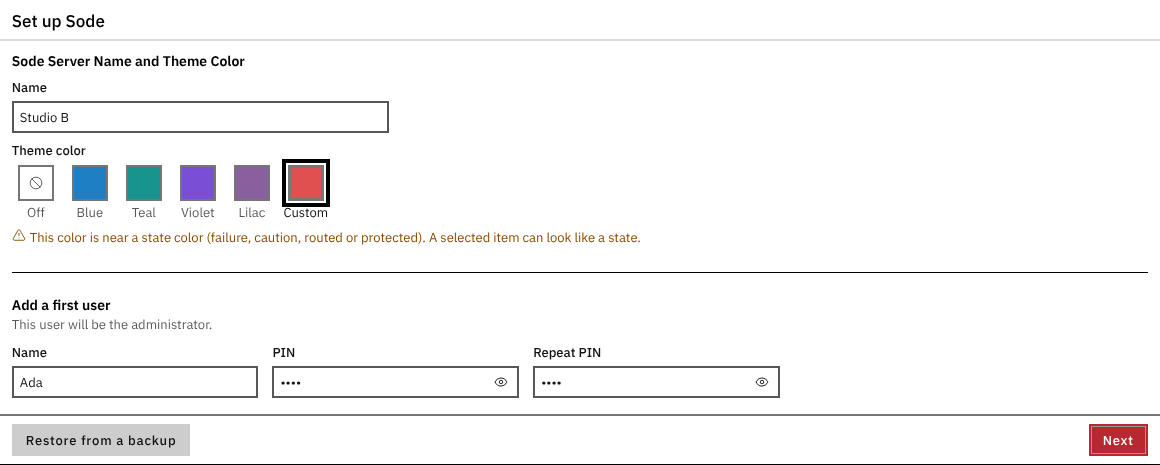 Set up Sode
Sode Server Name and Theme Color
Name
Studio B
Theme color
Off Blue Teal Violet Lilac Custom
This color is near a state color (failure, caution, routed or protected). A selected item can look like a state.
Add a first user
This user will be the administrator.
Name PIN Repeat PIN
Ada •••• ••••
Restore from a backup Next